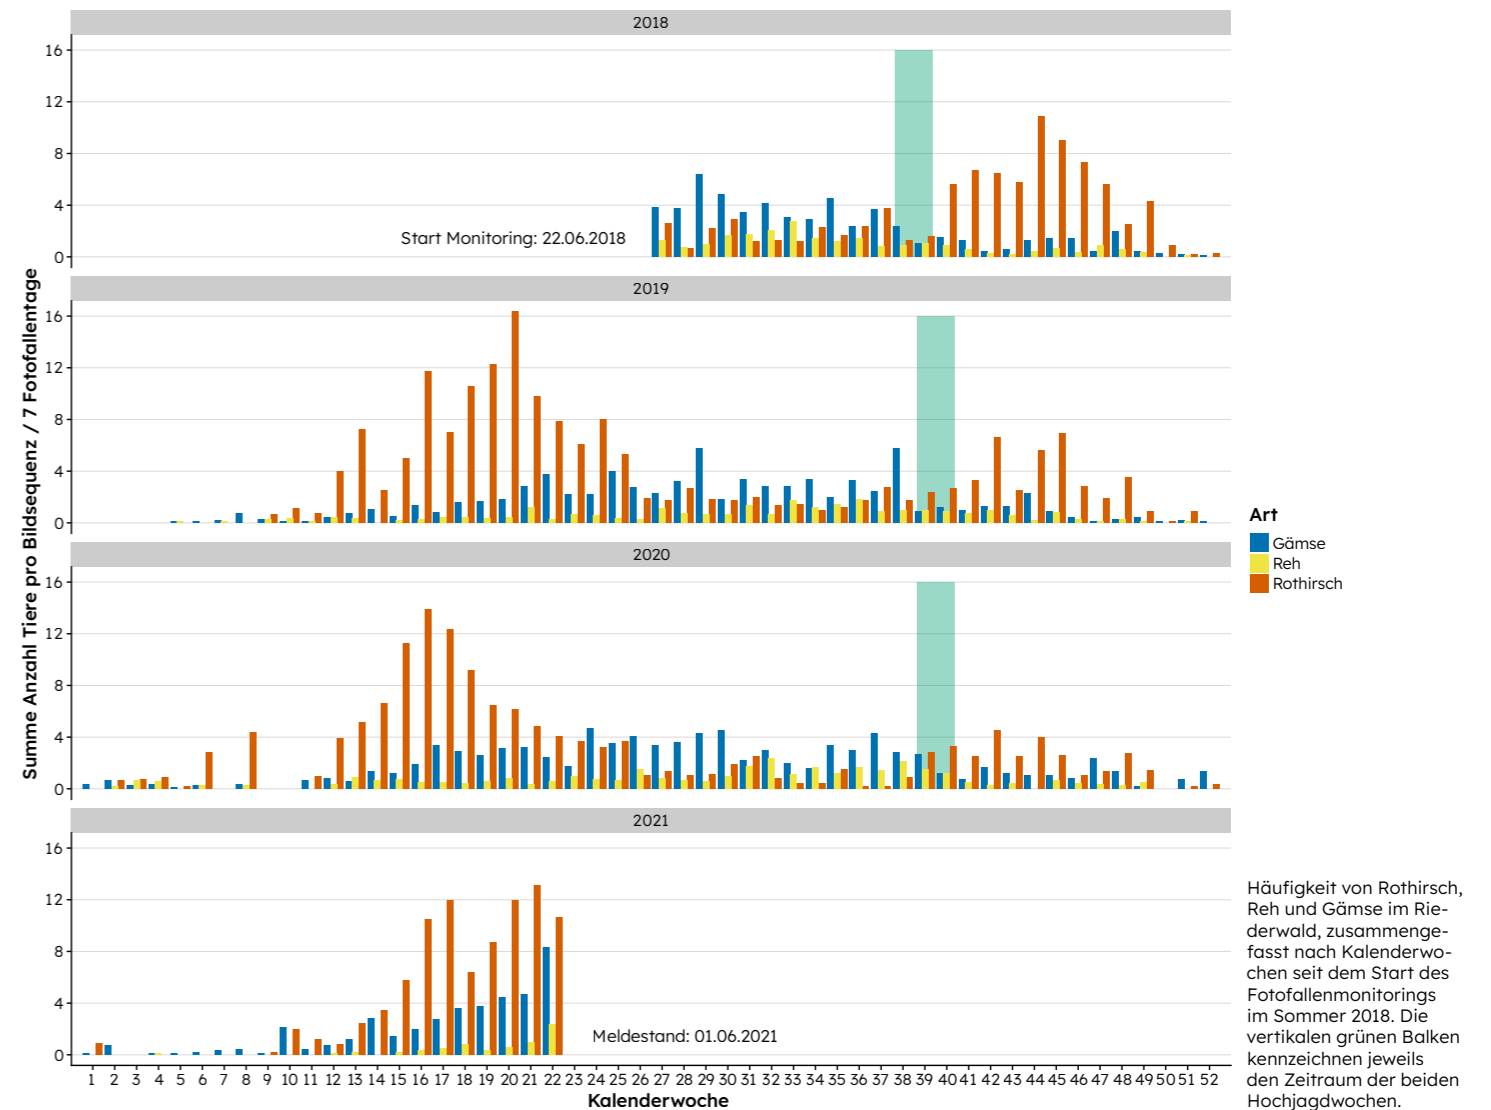 2018
16
12
8
4
0
Start Monitoring: 22.06.2018
2019
16
12
8
4
0
2020
16
12
8
4
0
2021
16
12
8
4
0
Meldestand: 01.06.2021
Summe Anzahl Tiere pro Bildsequenz / 7 Fotofallentage
1 2 3 4 5 6 7 8 9 10 11 12 13 14 15 16 17 18 19 20 21 22 23 24 25 26 27 28 29 30 31 32 33 34 35 36 37 38 39 40 41 42 43 44 45 46 47 48 49 50 51 52
Kalenderwoche
Art
Gämse
Reh
Rothirsch
Häufigkeit von Rothirsch,
Reh und Gämse im Rie-
derwald, zusammenge-
fasst nach Kalenderwo-
chen seit dem Start des
Fotofallenmonitorings
im Sommer 2018. Die
vertikalen grünen Balken
kennzeichnen jeweils
den Zeitraum der beiden
Hochjagdwochen.